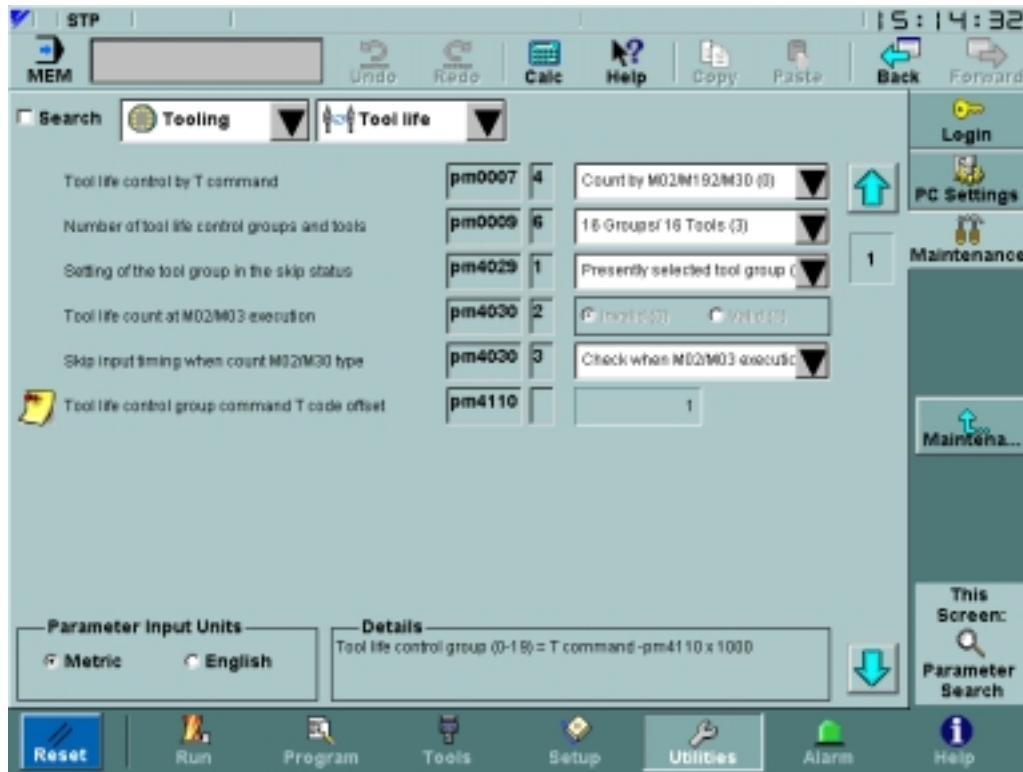 STP
15:14:32
MEM
Undo
Redo
Calc
Help
Copy
Paste
Back
Forward
Search
Tooling
Tool life
Login
PC Settings
Maintenance
Tool life control by T command pm0007 4 Count by M02/M192/M30 (0)
Number of tool life control groups and tools pm0009 6 16 Groups/ 16 Tools (3)
Setting of the tool group in the skip status pm4029 1 Presently selected tool group (
1
Tool life count at M02/M03 execution pm4030 2 Invalid (0) Valid (1)
Skip input timing when count M02/M30 type pm4030 3 Check when M02/M03 executic
Tool life control group command T code offset pm4110 1
Maintena...
Parameter Input Units
Metric
English
Details
Tool life control group (0-19) = T command -pm4110 x 1000
This
Screen:
Parameter
Search
Reset
Run
Program
Tools
Setup
Utilities
Alarm
Help